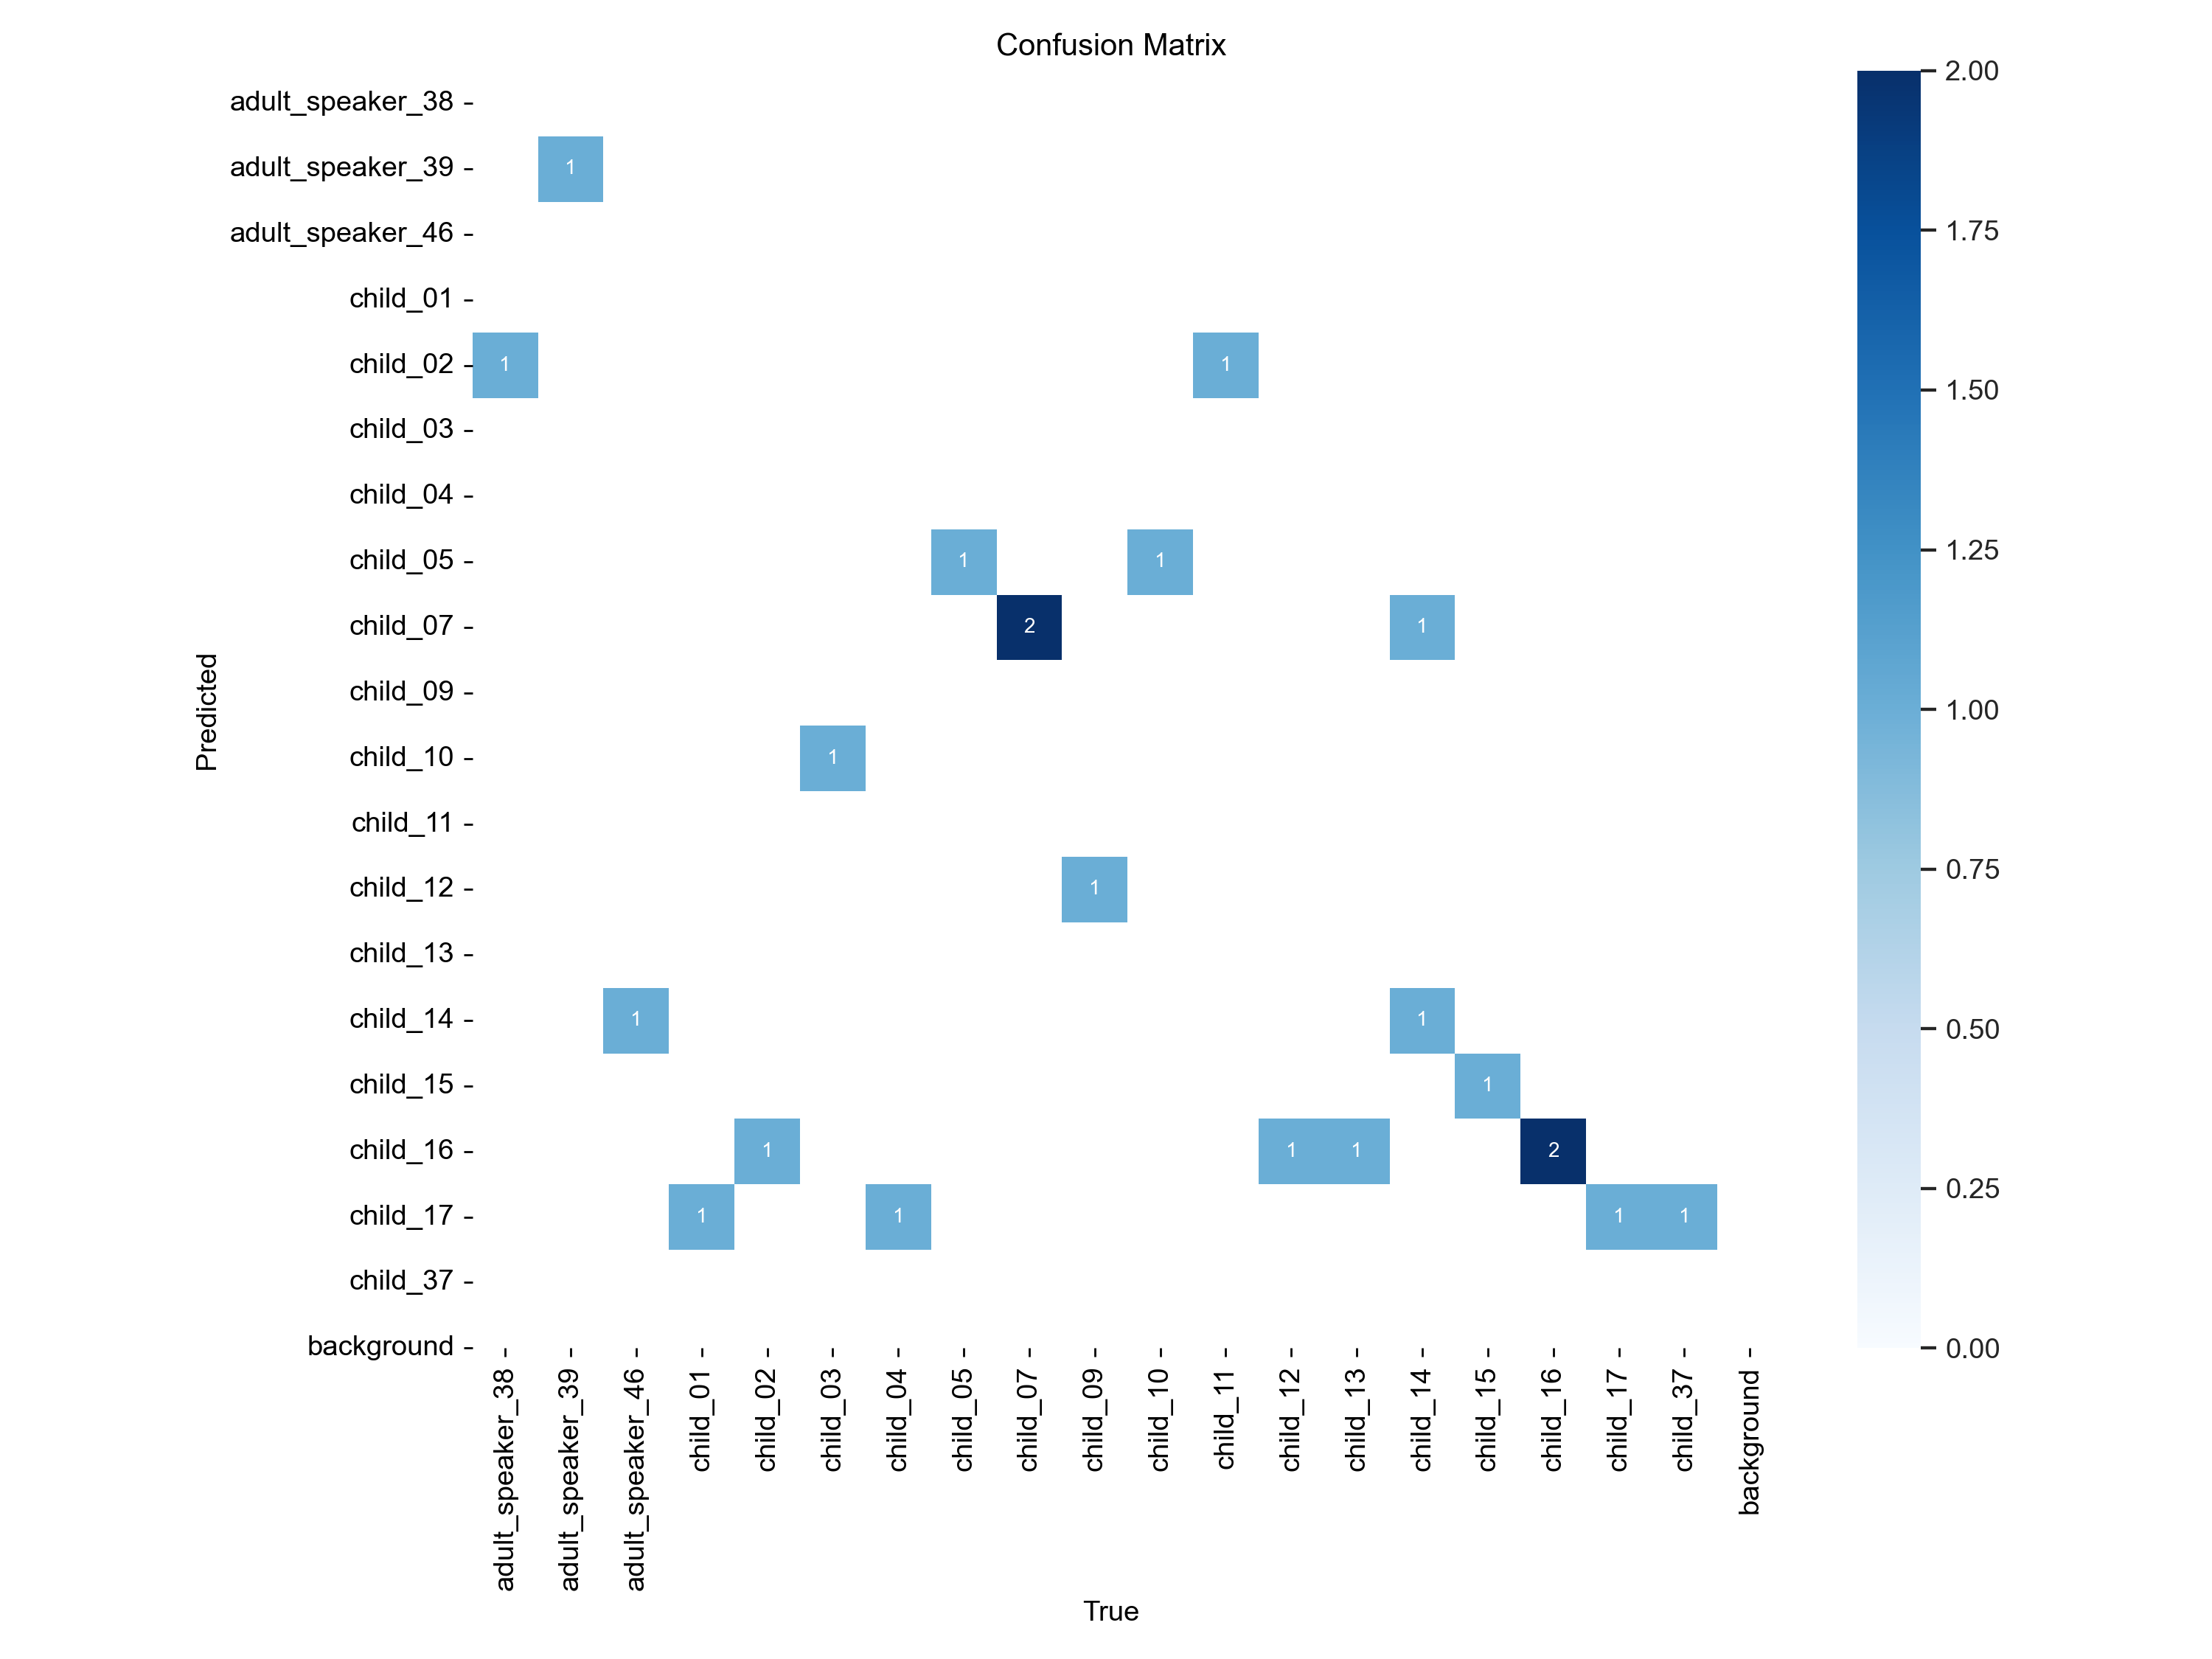 Confusion Matrix
adult_speaker_38
adult_speaker_39
1
adult_speaker_46
child_01
child_02
1
1
child_03
child_04
child_05
1
1
child_07
2
1
child_09
child_10
1
child_11
child_12
1
child_13
child_14
1
1
child_15
1
child_16
1
1
1
2
child_17
1
1
1
1
child_37
background
Predicted
adult_speaker_38
adult_speaker_39
adult_speaker_46
child_01
child_02
child_03
child_04
child_05
child_07
child_09
child_10
child_11
child_12
child_13
child_14
child_15
child_16
child_17
child_37
background
True
2.00
1.75
1.50
1.25
1.00
0.75
0.50
0.25
0.00